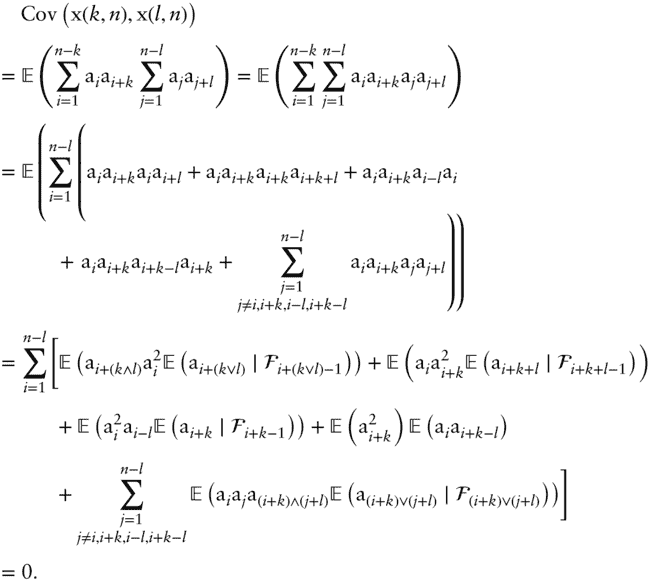 Cov (x(k, n), x(l, n))
= 𝔼 ( ∑_{i=1}^{n−k} a_i a_{i+k} ∑_{j=1}^{n−l} a_j a_{j+l} ) = 𝔼 ( ∑_{i=1}^{n−k} ∑_{j=1}^{n−l} a_i a_{i+k} a_j a_{j+l} )
= 𝔼 ( ∑_{i=1}^{n−l} ( a_i a_{i+k} a_i a_{i+l} + a_i a_{i+k} a_{i+k} a_{i+k+l} + a_i a_{i+k} a_{i−l} a_i
+ a_i a_{i+k} a_{i+k−l} a_{i+k} + ∑_{j=1, j≠i,i+k,i−l,i+k−l}^{n−l} a_i a_{i+k} a_j a_{j+l} ) )
= ∑_{i=1}^{n−l} [ 𝔼 ( a_{i+(k∧l)} a_i^2 𝔼 ( a_{i+(k∨l)} ∣ ℱ_{i+(k∨l)−1} ) ) + 𝔼 ( a_i a_{i+k}^2 𝔼 ( a_{i+k+l} ∣ ℱ_{i+k+l−1} ) )
+ 𝔼 ( a_i^2 a_{i−l} 𝔼 ( a_{i+k} ∣ ℱ_{i+k−1} ) ) + 𝔼 ( a_{i+k}^2 ) 𝔼 ( a_i a_{i+k−l} )
+ ∑_{j=1, j≠i,i+k,i−l,i+k−l}^{n−l} 𝔼 ( a_i a_j a_{(i+k)∧(j+l)} 𝔼 ( a_{(i+k)∨(j+l)} ∣ ℱ_{(i+k)∨(j+l)} ) ) ]
= 0.